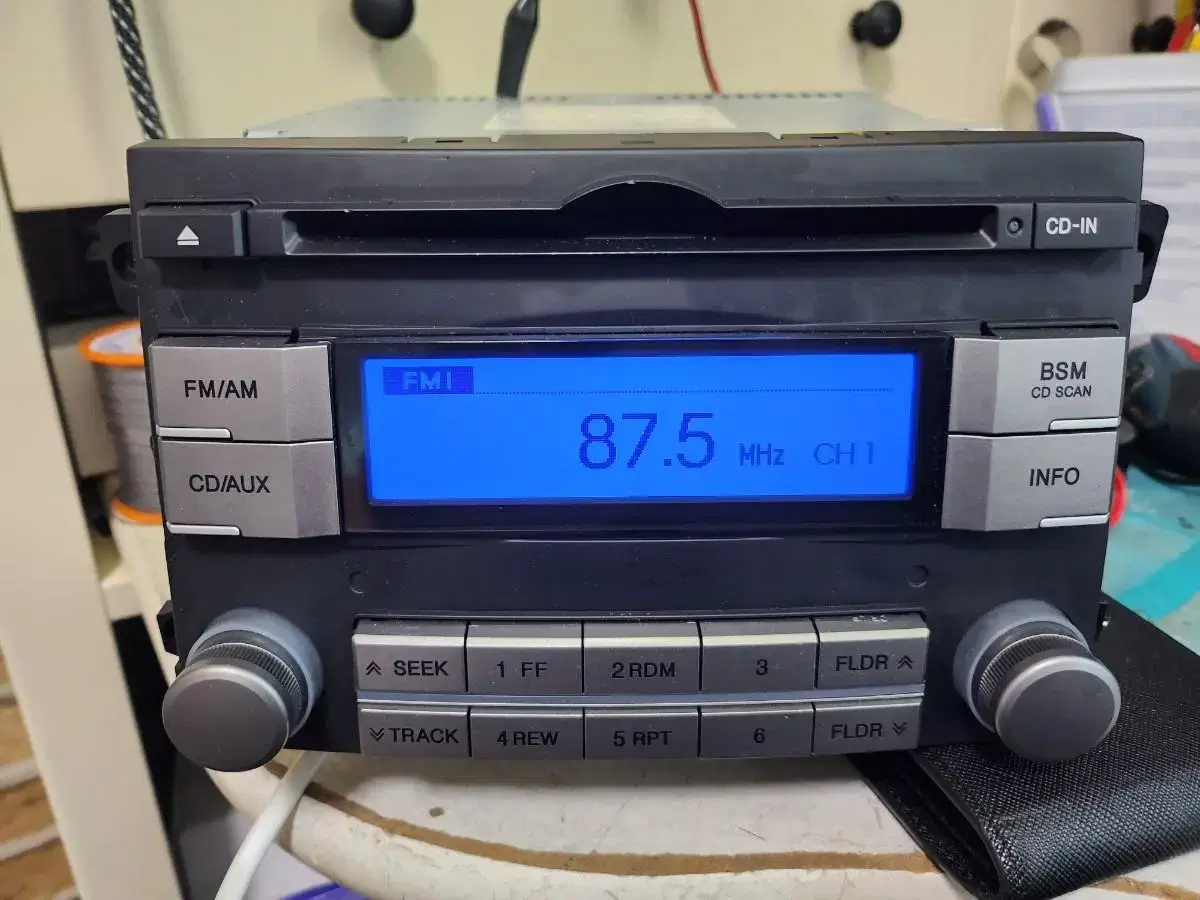 CD-IN
FM/AM
FM1
BSM
CD SCAN
87.5 MHz CH1
CD/AUX
INFO
SEEK
1 FF
2 RDM
3
FLDR
TRACK
4 REW
5 RPT
6
FLDR